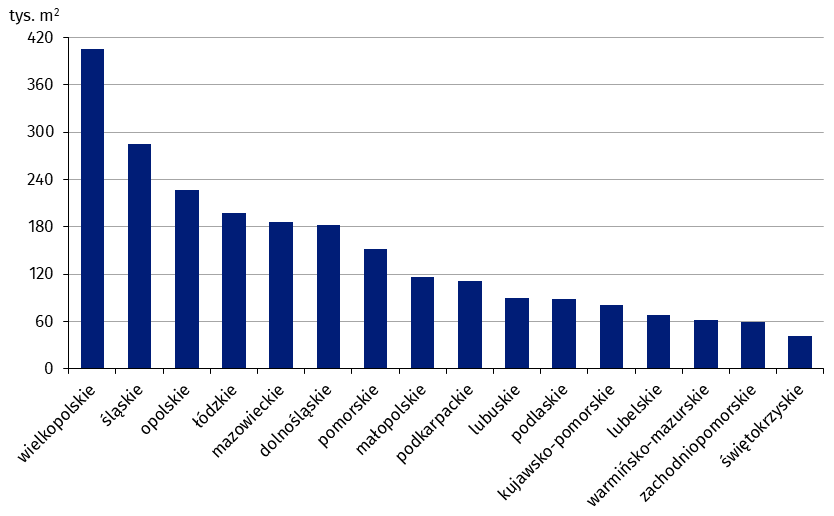 tys. m²
420
360
300
240
180
120
60
0
wielkopolskie
śląskie
opolskie
łódzkie
mazowieckie
dolnośląskie
pomorskie
małopolskie
podkarpackie
lubuskie
podlaskie
kujawsko-pomorskie
lubelskie
warmińsko-mazurskie
zachodniopomorskie
świętokrzyskie